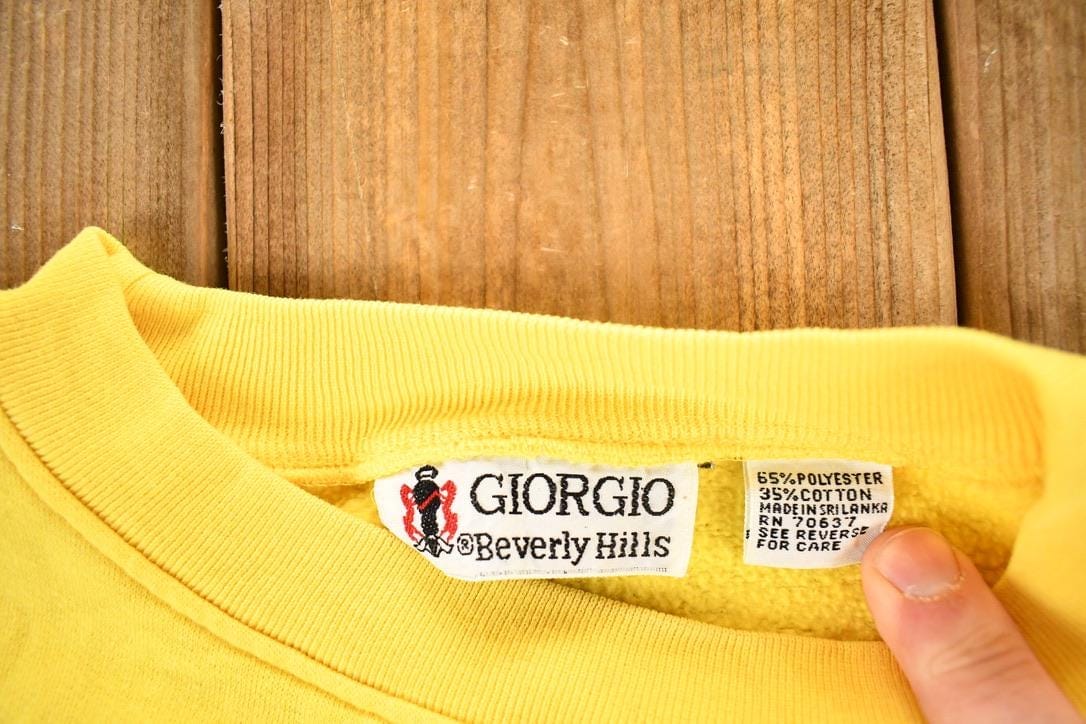 GIORGIO
®Beverly Hills
65%POLYESTER
35%COTTON
MADE IN SRI LANKA
RN 70637
SEE REVERSE
FOR CARE